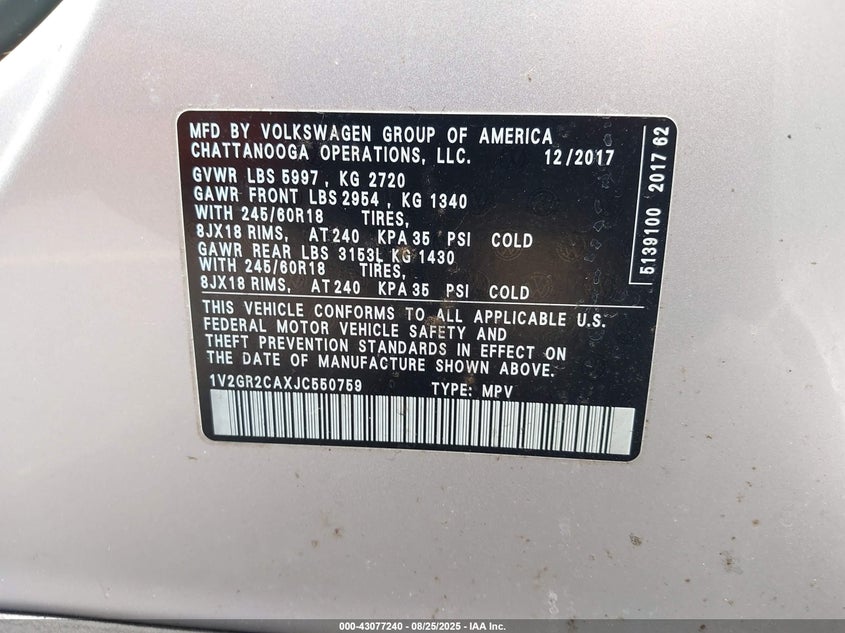 MFD BY VOLKSWAGEN GROUP OF AMERICA
CHATTANOOGA OPERATIONS, LLC. 12/2017
GVWR LBS 5997, KG 2720
GAWR FRONT LBS 2954, KG 1340
WITH 245/60R18 TIRES,
8JX18 RIMS, AT 240 KPA 35 PSI COLD
GAWR REAR LBS 3153L KG 1430
WITH 245/60R18 TIRES,
8JX18 RIMS, AT 240 KPA 35 PSI COLD
THIS VEHICLE CONFORMS TO ALL APPLICABLE U.S.
FEDERAL MOTOR VEHICLE SAFETY AND
THEFT PREVENTION STANDARDS IN EFFECT ON
THE DATE OF MANUFACTURE SHOWN ABOVE.
1V2GR2CAXJC550759 TYPE: MPV
5139100 2017 62
000-43077240 - 08/25/2025 - IAA Inc.